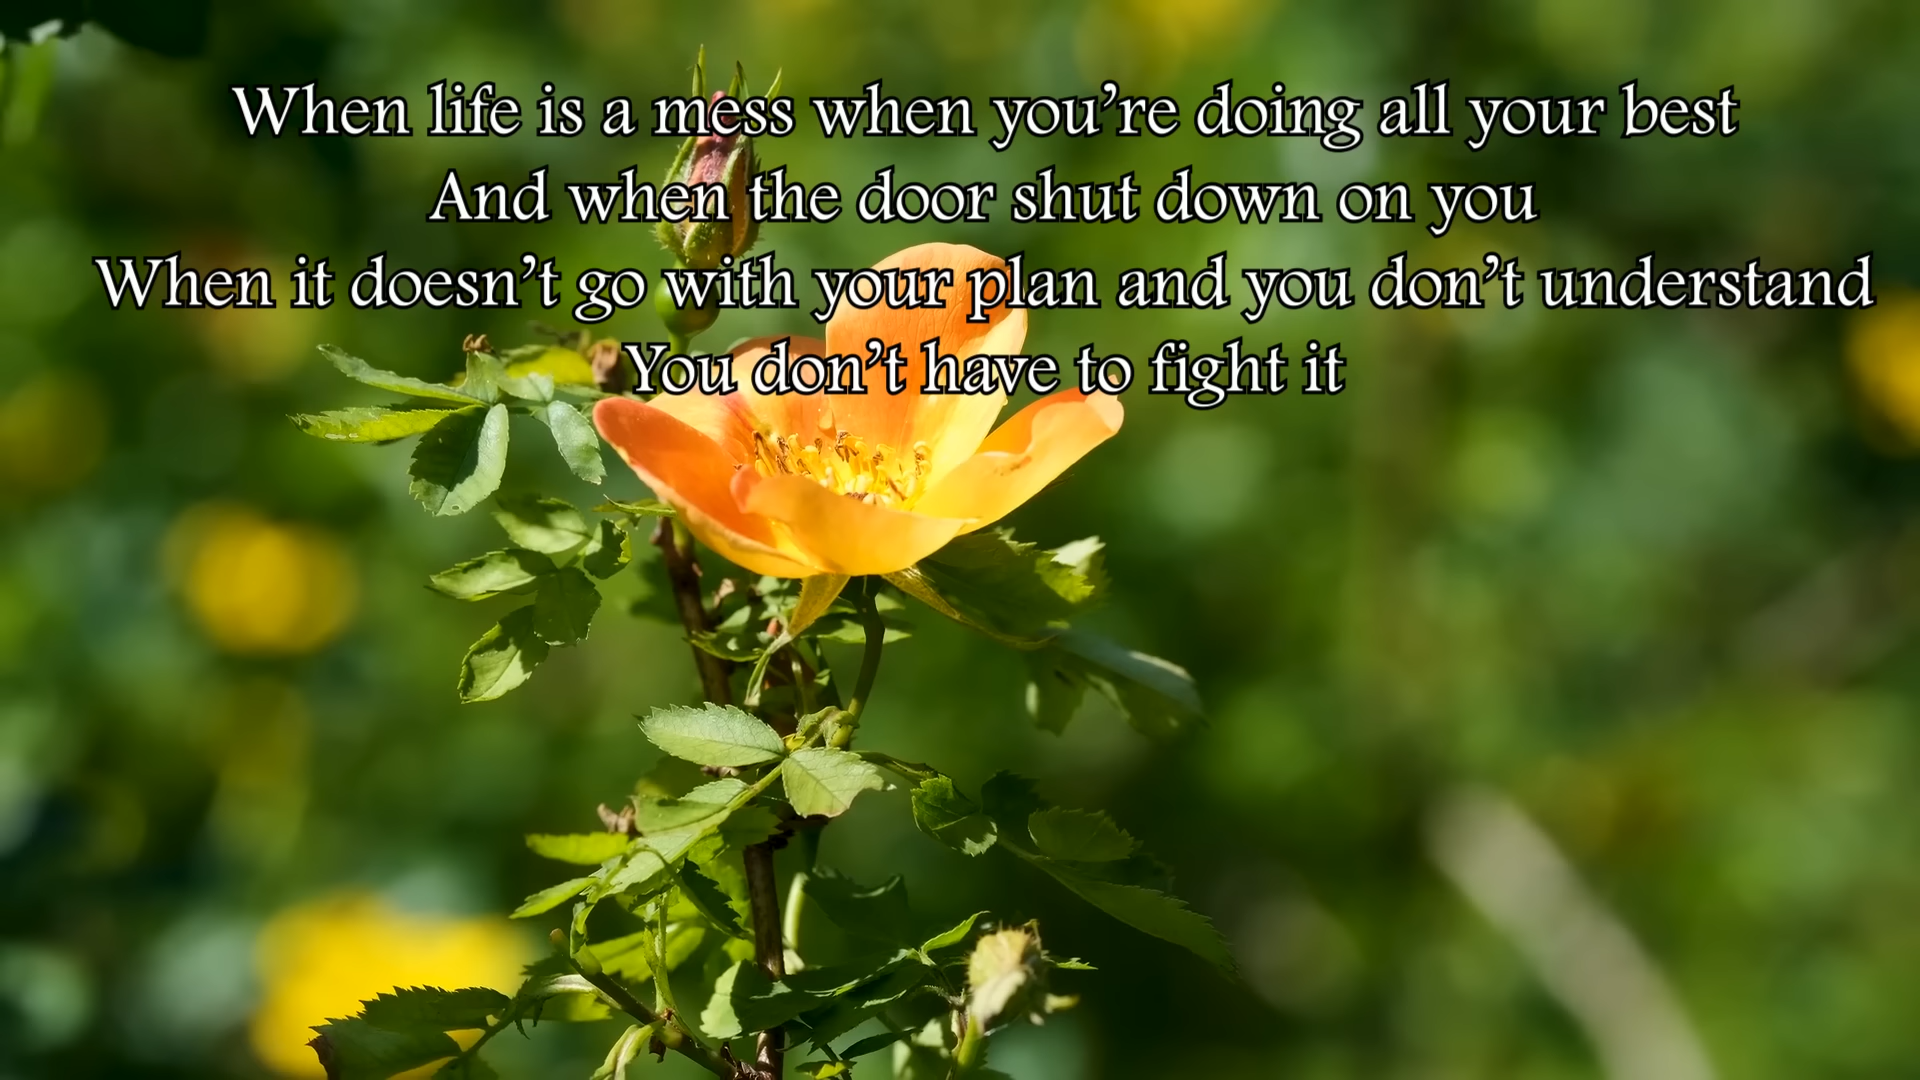 When life is a mess when you’re doing all your best
And when the door shut down on you
When it doesn’t go with your plan and you don’t understand
You don’t have to fight it